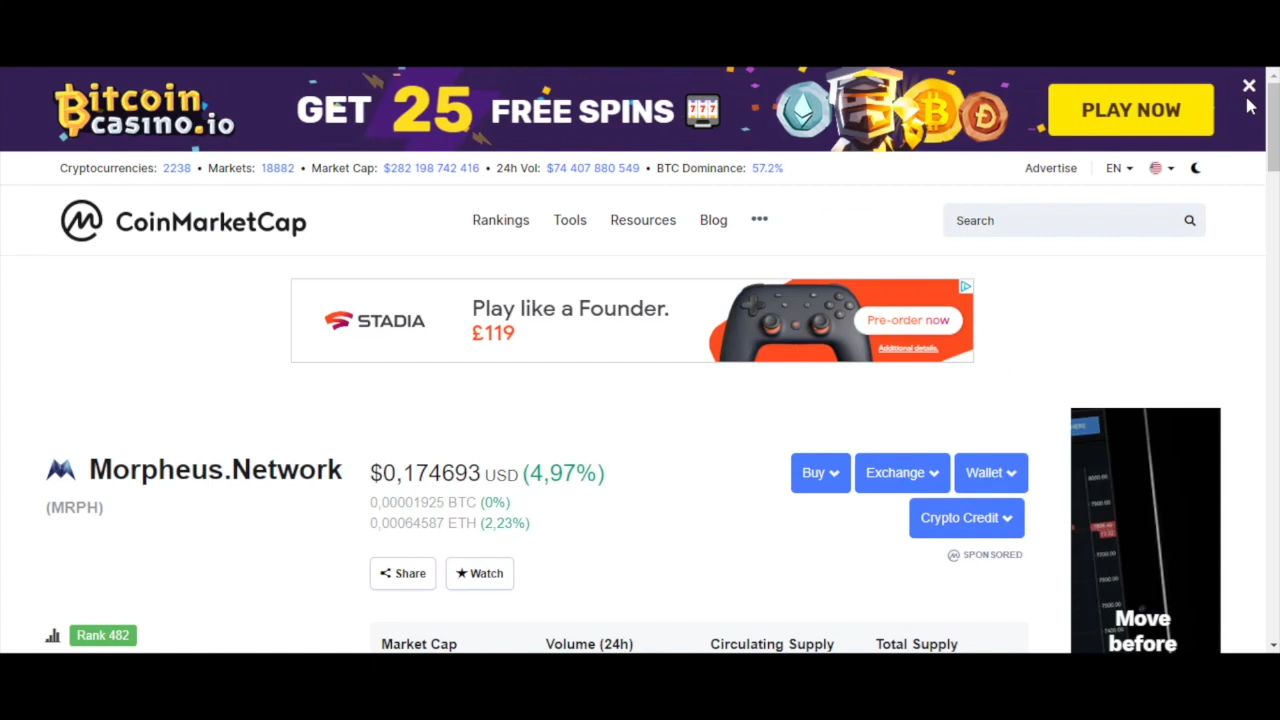 Bitcoin casino.io
GET 25 FREE SPINS 777
PLAY NOW
Cryptocurrencies: 2238 • Markets: 18882 • Market Cap: $282 198 742 416 • 24h Vol: $74 407 880 549 • BTC Dominance: 57.2%
Advertise EN
CoinMarketCap
Rankings Tools Resources Blog •••
Search
STADIA
Play like a Founder.
£119
Pre-order now
Additional details.
Morpheus.Network
(MRPH)
$0,174693 USD (4,97%)
0,00001925 BTC (0%)
0,00064587 ETH (2,23%)
Buy Exchange Wallet
Crypto Credit
SPONSORED
Share Watch
Rank 482
Market Cap Volume (24h) Circulating Supply Total Supply
Move
before